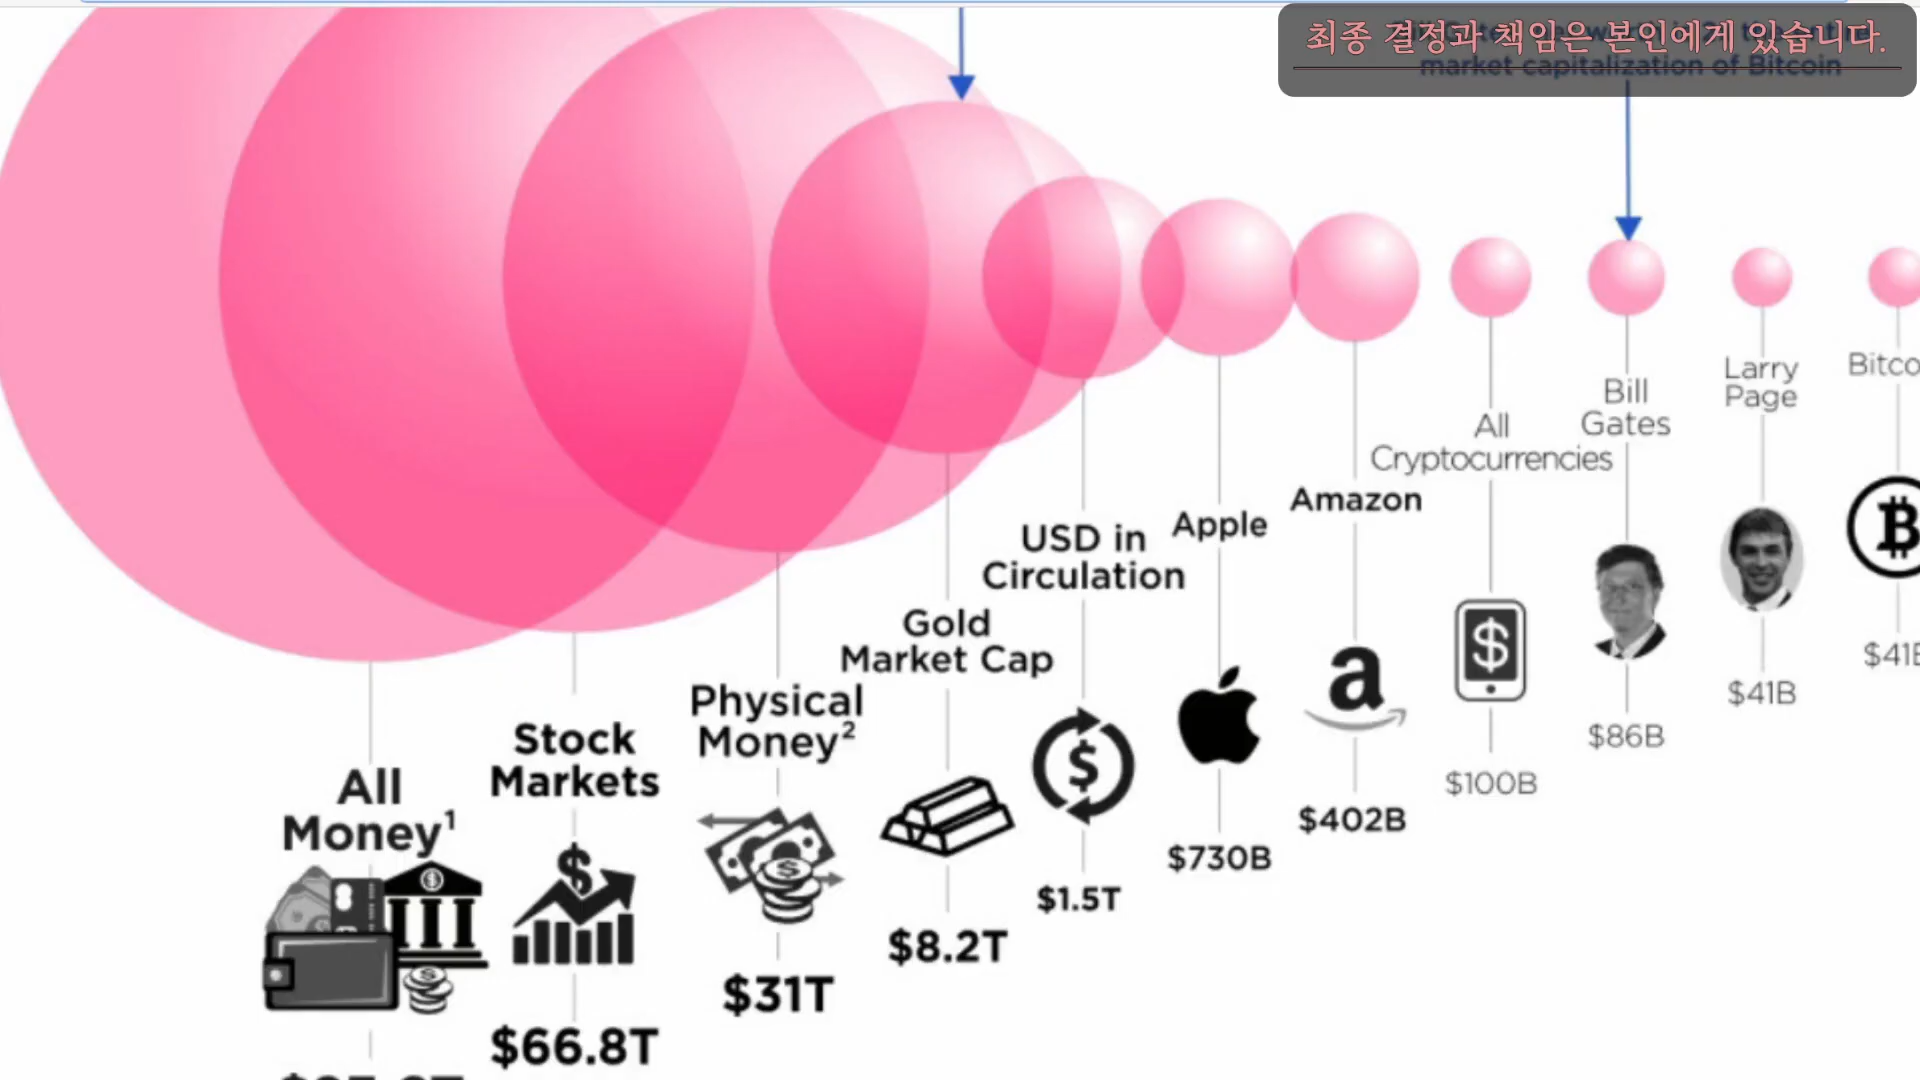 최종 결정과 책임은 본인에게 있습니다.
market capitalization of Bitcoin
All
Money¹
Stock
Markets
$66.8T
Physical
Money²
$31T
Gold
Market Cap
$8.2T
USD in
Circulation
$1.5T
Apple
$730B
Amazon
$402B
All
Cryptocurrencies
$100B
Bill
Gates
$86B
Larry
Page
$41B
Bitco
$41B